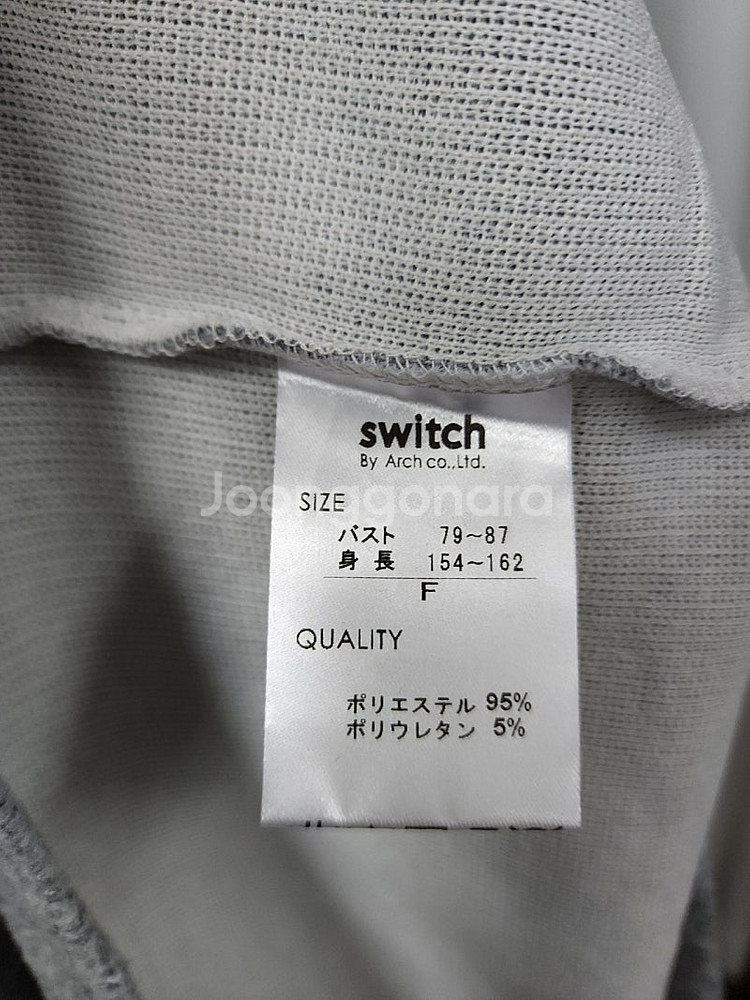 switch
By Arch co.,Ltd.
Joonggonara
SIZE
バスト 79~87
身長 154~162
F
QUALITY
ポリエステル 95%
ポリウレタン 5%